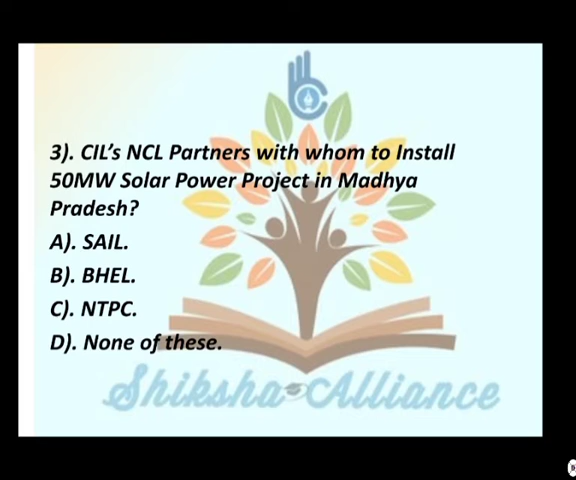 3). CIL's NCL Partners with whom to Install
50MW Solar Power Project in Madhya
Pradesh?
A). SAIL.
B). BHEL.
C). NTPC.
D). None of these.
Shiksha Alliance